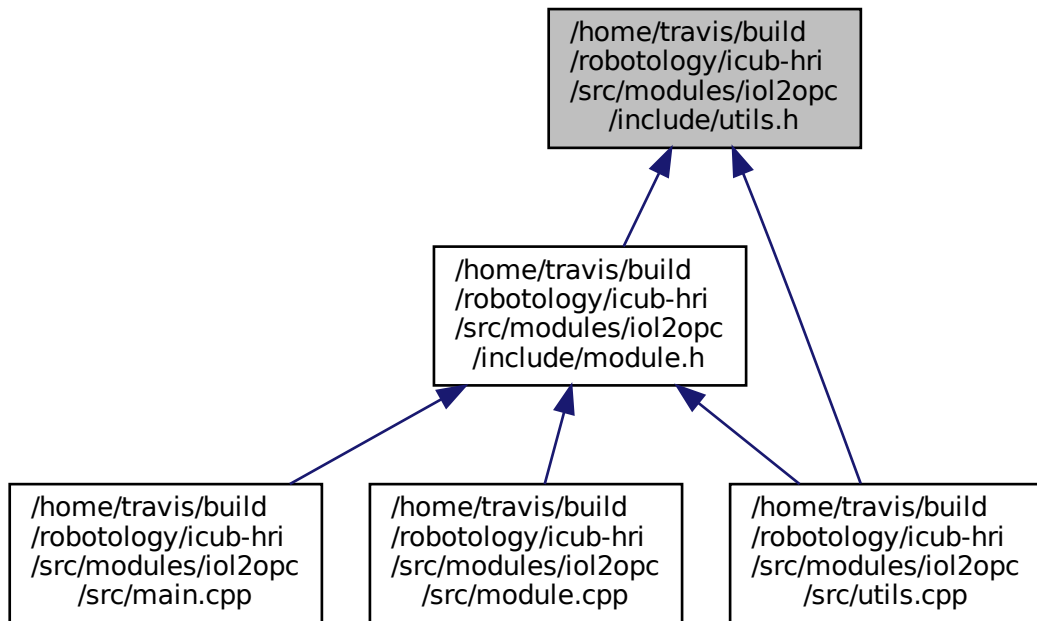 /home/travis/build
/robotology/icub-hri
/src/modules/iol2opc
/include/utils.h
/home/travis/build
/robotology/icub-hri
/src/modules/iol2opc
/include/module.h
/home/travis/build
/robotology/icub-hri
/src/modules/iol2opc
/src/main.cpp
/home/travis/build
/robotology/icub-hri
/src/modules/iol2opc
/src/module.cpp
/home/travis/build
/robotology/icub-hri
/src/modules/iol2opc
/src/utils.cpp